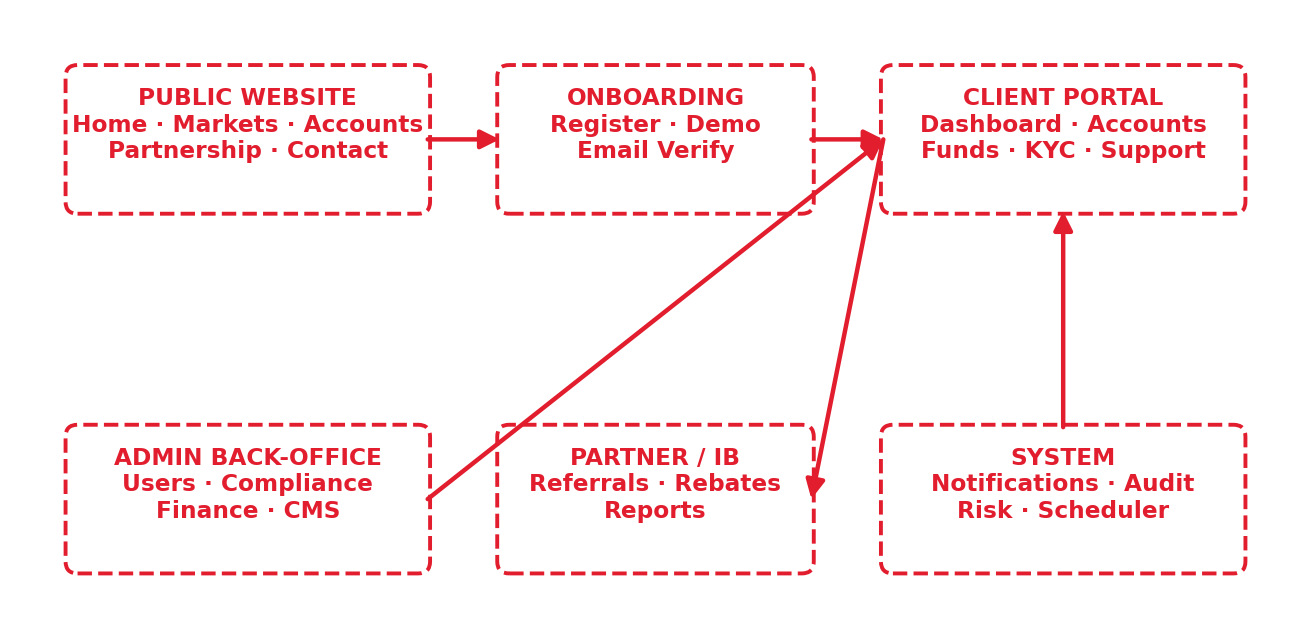 PUBLIC WEBSITE
Home · Markets · Accounts
Partnership · Contact
ONBOARDING
Register · Demo
Email Verify
CLIENT PORTAL
Dashboard · Accounts
Funds · KYC · Support
ADMIN BACK-OFFICE
Users · Compliance
Finance · CMS
PARTNER / IB
Referrals · Rebates
Reports
SYSTEM
Notifications · Audit
Risk · Scheduler